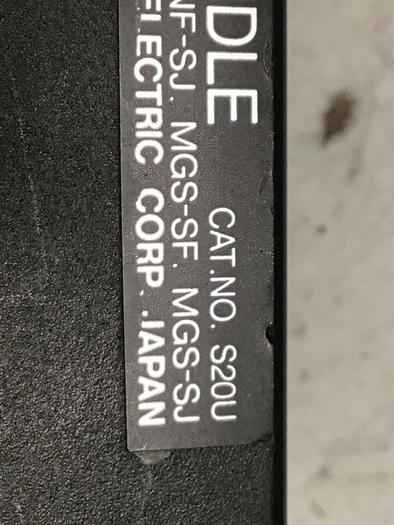 DLE
CAT.NO. S20U
NF-SJ. MGS-SF. MGS-SJ
ELECTRIC CORP. JAPAN